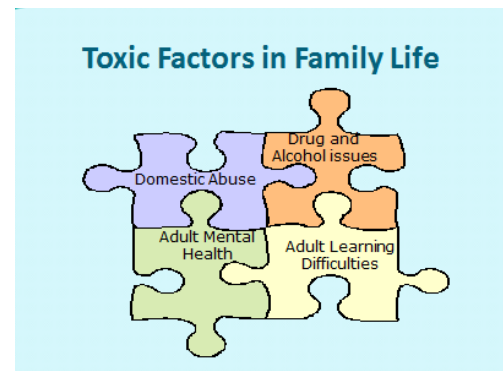 Toxic Factors in Family Life
Drug and
Alcohol issues
Domestic Abuse
Adult Mental
Health
Adult Learning
Difficulties